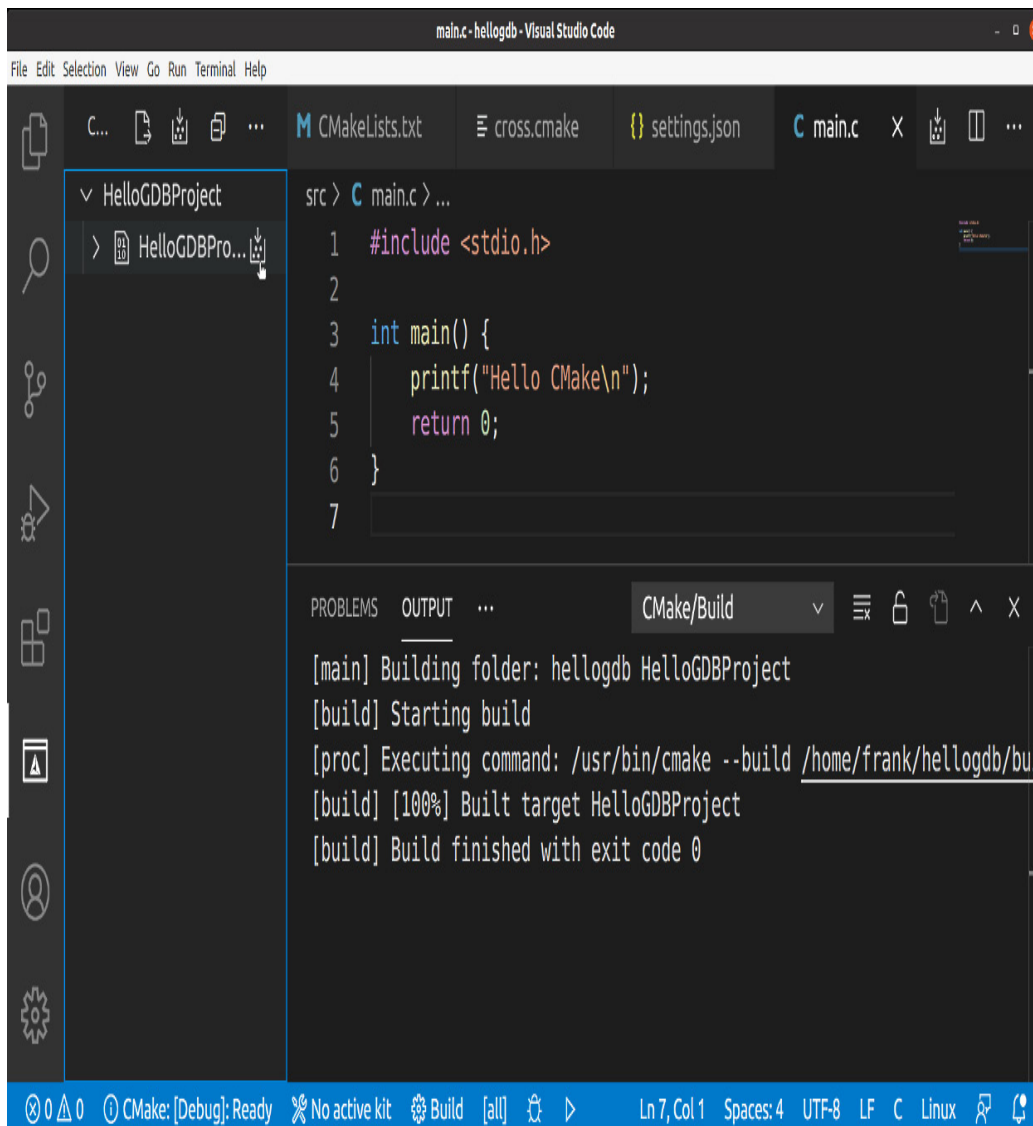 main.c - hellogdb - Visual Studio Code
File Edit Selection View Go Run Terminal Help
C... ...
M CMakeLists.txt cross.cmake {} settings.json C main.c X ...
HelloGDBProject
HelloGDBPro...
src > C main.c > ...
1 #include <stdio.h>
2
3 int main() {
4 printf("Hello CMake\n");
5 return 0;
6 }
7
PROBLEMS OUTPUT ... CMake/Build
[main] Building folder: hellogdb HelloGDBProject
[build] Starting build
[proc] Executing command: /usr/bin/cmake --build /home/frank/hellogdb/bu
[build] [100%] Built target HelloGDBProject
[build] Build finished with exit code 0
0 0 CMake: [Debug]: Ready No active kit Build [all] Ln 7, Col 1 Spaces: 4 UTF-8 LF C Linux